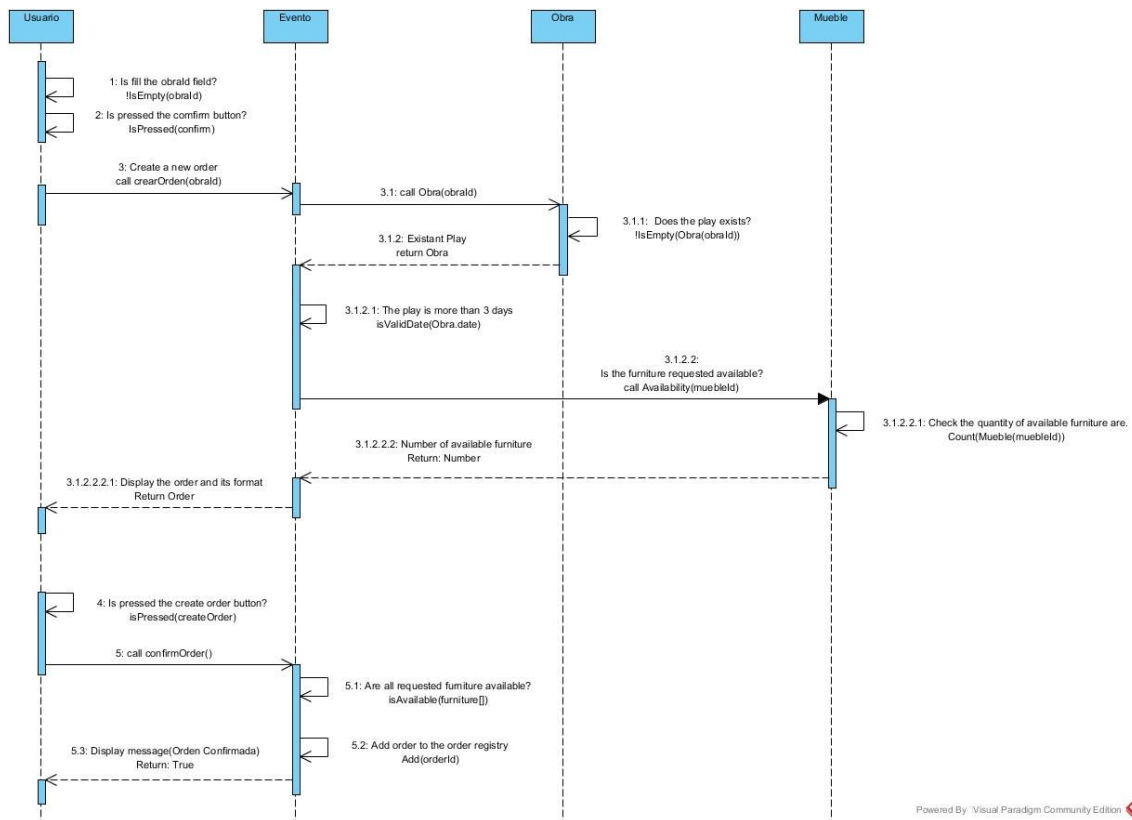 Usuario
Evento
Obra
Mueble
1: Is fill the obraId field?
!IsEmpty(obraId)
2: Is pressed the comfirm button?
IsPressed(confirm)
3: Create a new order
call crearOrden(obraId)
3.1: call Obra(obraId)
3.1.1:  Does the play exists?
!IsEmpty(Obra(obraId))
3.1.2: Existant Play
return Obra
3.1.2.1: The play is more than 3 days
isValidDate(Obra.date)
3.1.2.2:
Is the furniture requested available?
call Availability(muebleId)
3.1.2.2.1: Check the quantity of available furniture are.
Count(Mueble(muebleId))
3.1.2.2.2: Number of available furniture
Return: Number
3.1.2.2.2.1: Display the order and its format
Return Order
4: Is pressed the create order button?
isPressed(createOrder)
5: call confirmOrder()
5.1: Are all requested furniture available?
isAvailable(furniture[])
5.2: Add order to the order registry
Add(orderId)
5.3: Display message(Orden Confirmada)
Return: True
Powered By Visual Paradigm Community Edition